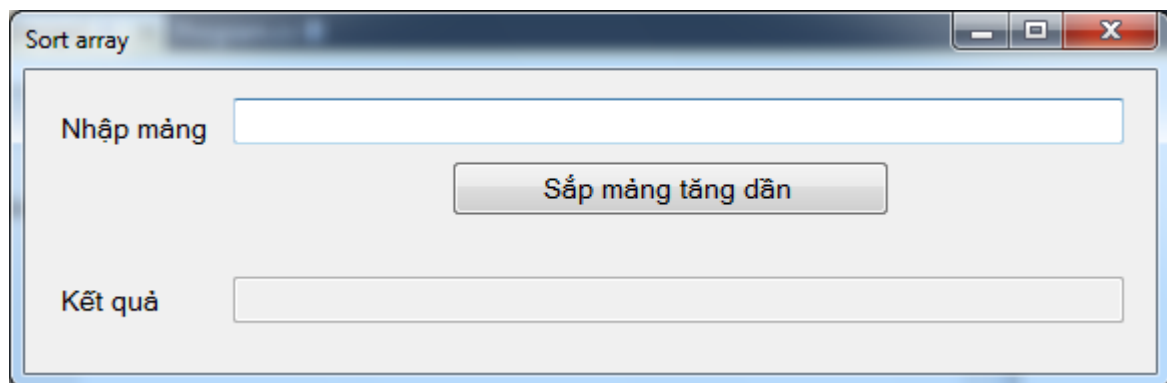 Sort array
Nhập mảng
Sắp mảng tăng dần
Kết quả